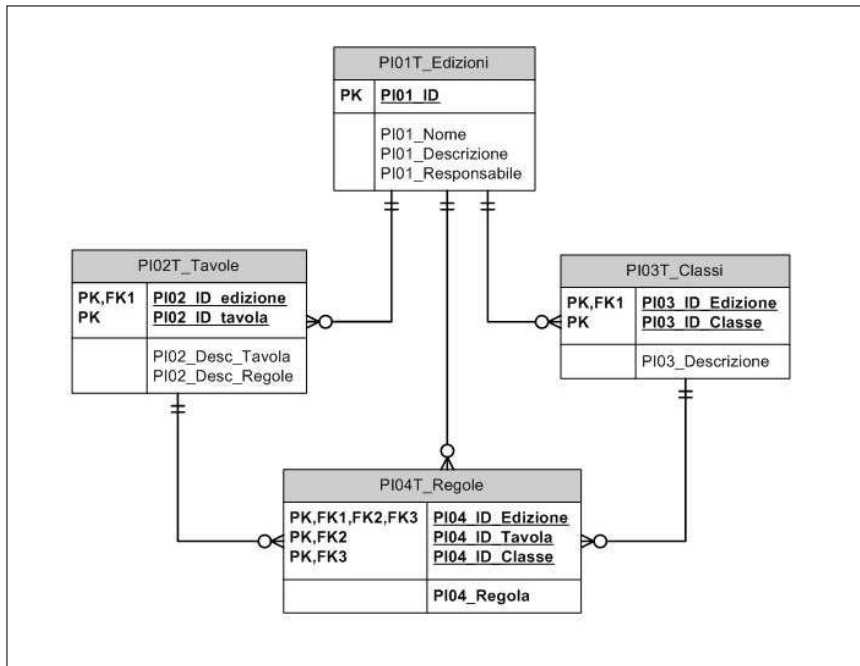 PI01T_Edizioni
PK PI01_ID
PI01_Nome
PI01_Descrizione
PI01_Responsabile
PI02T_Tavole
PK,FK1 PI02_ID_edizione
PK PI02_ID_tavola
PI02_Desc_Tavola
PI02_Desc_Regole
PI03T_Classi
PK,FK1 PI03_ID_Edizione
PK PI03_ID_Classe
PI03_Descrizione
PI04T_Regole
PK,FK1,FK2,FK3 PI04_ID_Edizione
PK,FK2 PI04_ID_Tavola
PK,FK3 PI04_ID_Classe
PI04_Regola